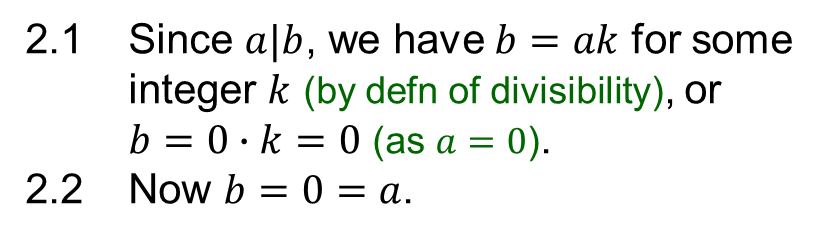 2.1 Since a|b, we have b = ak for some
integer k (by defn of divisibility), or
b = 0 · k = 0 (as a = 0).
2.2 Now b = 0 = a.